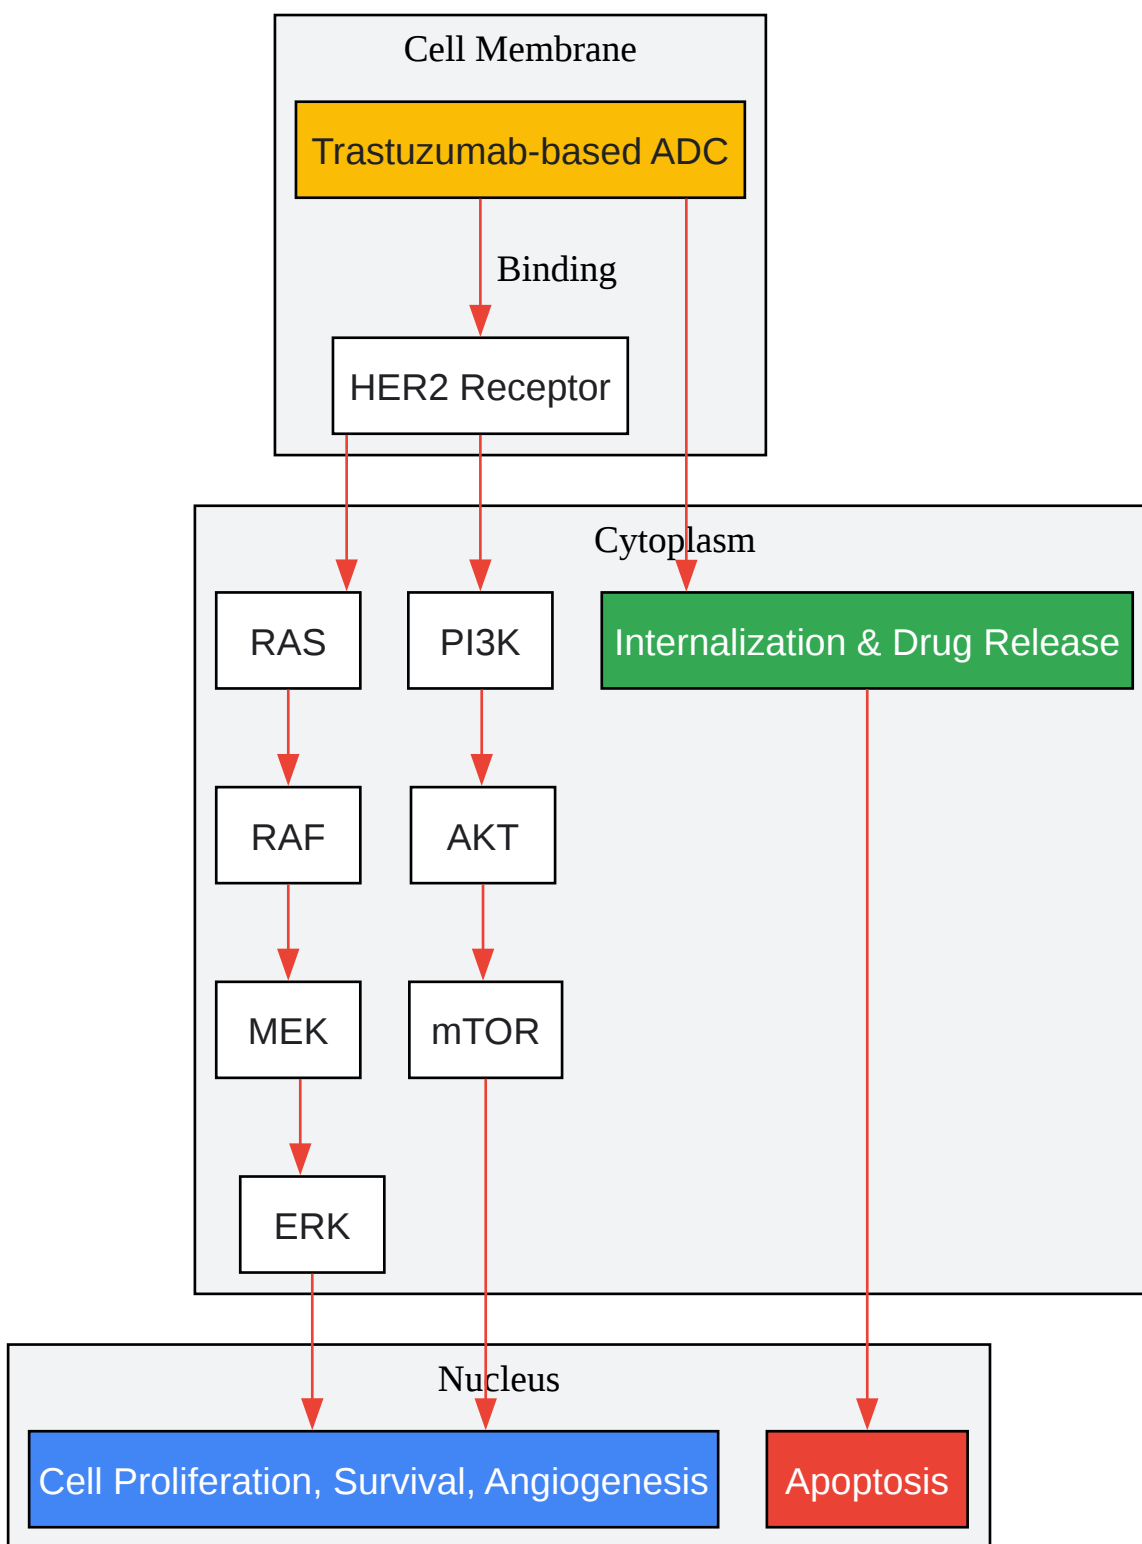 Cell Membrane
Trastuzumab-based ADC
Binding
HER2 Receptor
Cytoplasm
RAS
PI3K
Internalization & Drug Release
RAF
AKT
MEK
mTOR
ERK
Nucleus
Cell Proliferation, Survival, Angiogenesis
Apoptosis